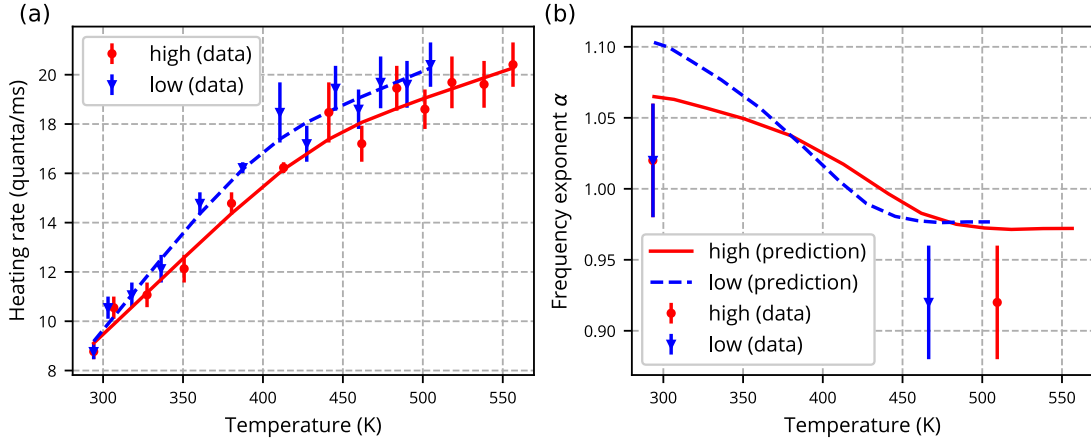 (a)
high (data)
low (data)
Heating rate (quanta/ms)
20
18
16
14
12
10
8
300
350
400
450
500
550
Temperature (K)
(b)
Frequency exponent α
1.10
1.05
1.00
0.95
0.90
high (prediction)
low (prediction)
high (data)
low (data)
300
350
400
450
500
550
Temperature (K)